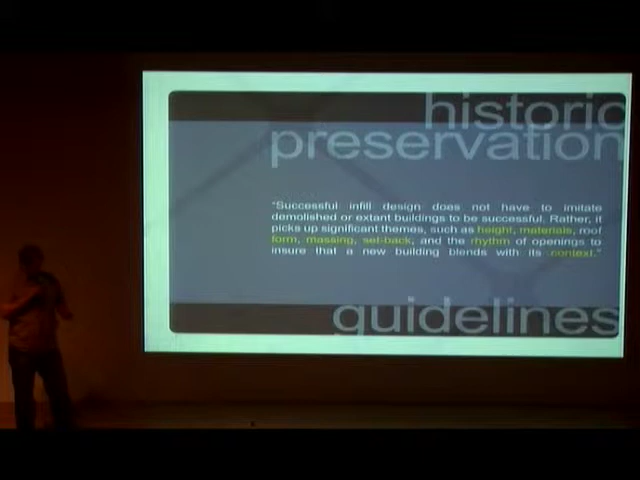 historic
preservation
"Successful infill design does not have to imitate
demolished or extant buildings to be successful. Rather, it
picks up significant themes, such as height, materials, roof
form, massing, set-back, and the rhythm of openings to
insure that a new building blends with its context."
guidelines